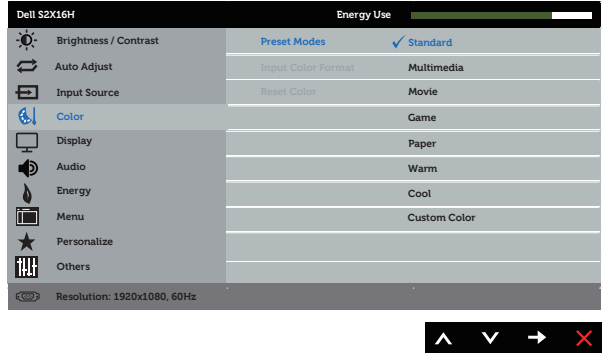 Dell S2X16H Energy Use
Brightness / Contrast Preset Modes Standard
Auto Adjust Input Color Format Multimedia
Input Source Reset Color Movie
Color Game
Display Paper
Audio Warm
Energy Cool
Menu Custom Color
Personalize
Others
Resolution: 1920x1080, 60Hz